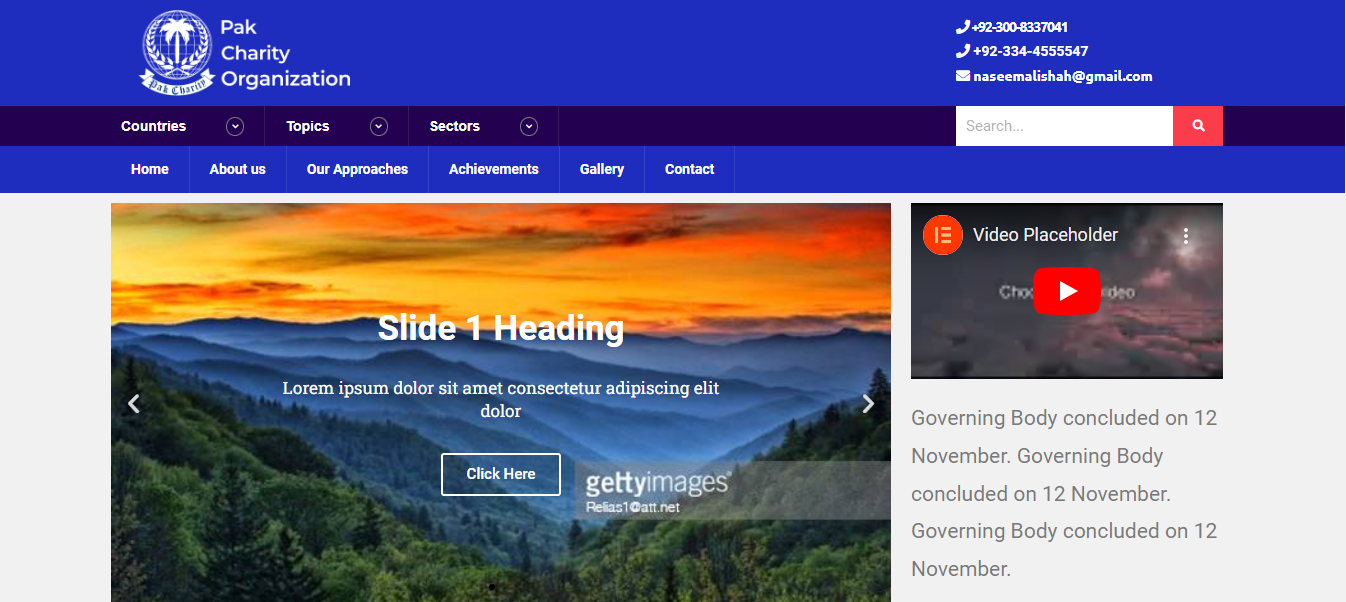 Pak
Charity
Organization
Pak Charity
+92-300-8337041
+92-334-4555547
naseemalishah@gmail.com
Countries
Topics
Sectors
Search...
Home
About us
Our Approaches
Achievements
Gallery
Contact
Slide 1 Heading
Lorem ipsum dolor sit amet consectetur adipiscing elit
dolor
Click Here
gettyimages®
Relias1@att.net
Video Placeholder
Governing Body concluded on 12
November. Governing Body
concluded on 12 November.
Governing Body concluded on 12
November.